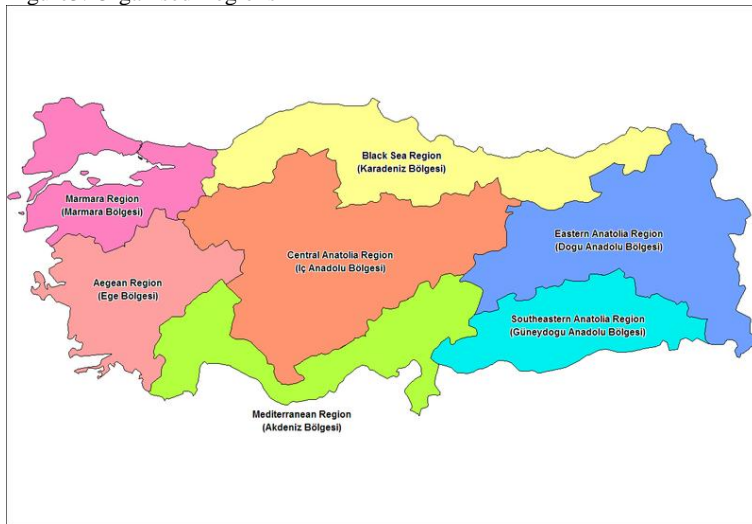 Black Sea Region
(Karadeniz Bölgesi)
Marmara Region
(Marmara Bölgesi)
Eastern Anatolia Region
(Dogu Anadolu Bölgesi)
Central Anatolia Region
(Iç Anadolu Bölgesi)
Aegean Region
(Ege Bölgesi)
Southeastern Anatolia Region
(Güneydogu Anadolu Bölgesi)
Mediterranean Region
(Akdeniz Bölgesi)